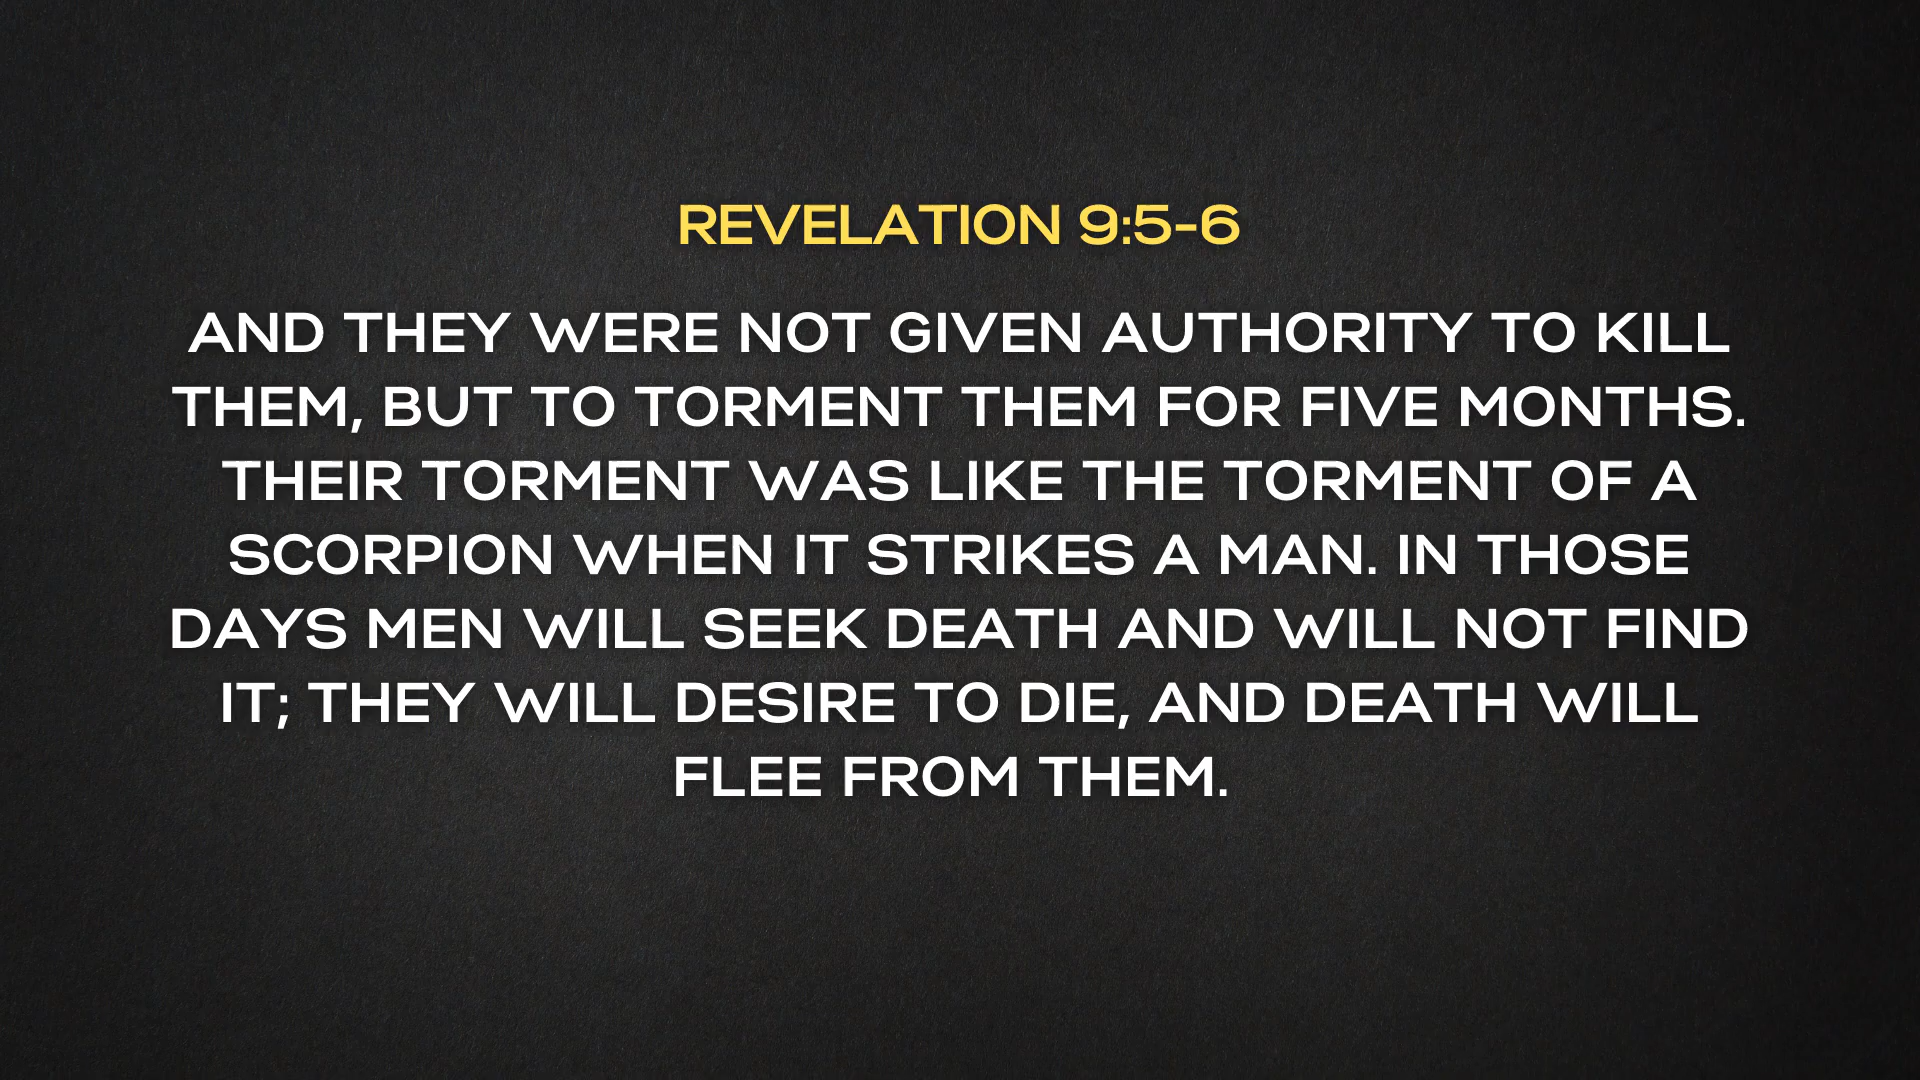 REVELATION 9:5-6
AND THEY WERE NOT GIVEN AUTHORITY TO KILL
THEM, BUT TO TORMENT THEM FOR FIVE MONTHS.
THEIR TORMENT WAS LIKE THE TORMENT OF A
SCORPION WHEN IT STRIKES A MAN. IN THOSE
DAYS MEN WILL SEEK DEATH AND WILL NOT FIND
IT; THEY WILL DESIRE TO DIE, AND DEATH WILL
FLEE FROM THEM.